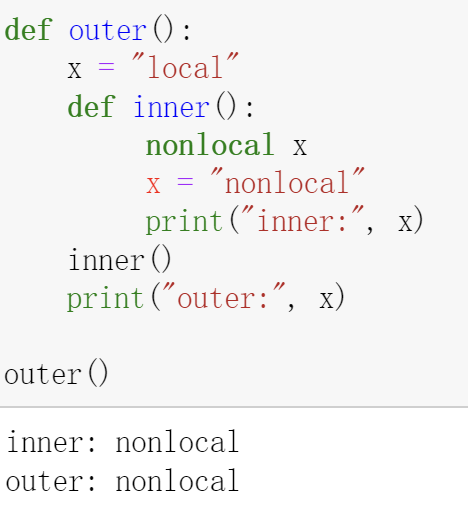 def outer():
    x = "local"
    def inner():
        nonlocal x
        x = "nonlocal"
        print("inner:", x)
    inner()
    print("outer:", x)

outer()
inner: nonlocal
outer: nonlocal